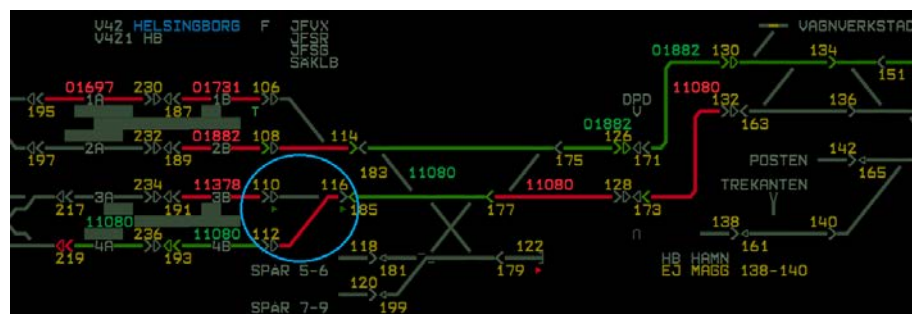 V42 HELSINGBORG F JFVX
V4Z1 HB JFSR
JFSG
SÄKLB
VAGNVERKSTAD
01882 130 134
151
01697 230 01731 106
1A 1B
195 187 T
DPD
V
11080 132 136
163
232 01882 108 114
2A 2B
197 189
01882 126
183 175 171
142
POSTEN
165
11080
234 11378 110 116
3A 3B
217 191 185
11080 128
177 173
TREKANTEN
11080 236 11080 112
4A 4B
219 193
138 140
161
118 122
181 179
SPÅR 5-6
HB HAMN
EJ MAGG 138-140
120
199
SPÅR 7-9